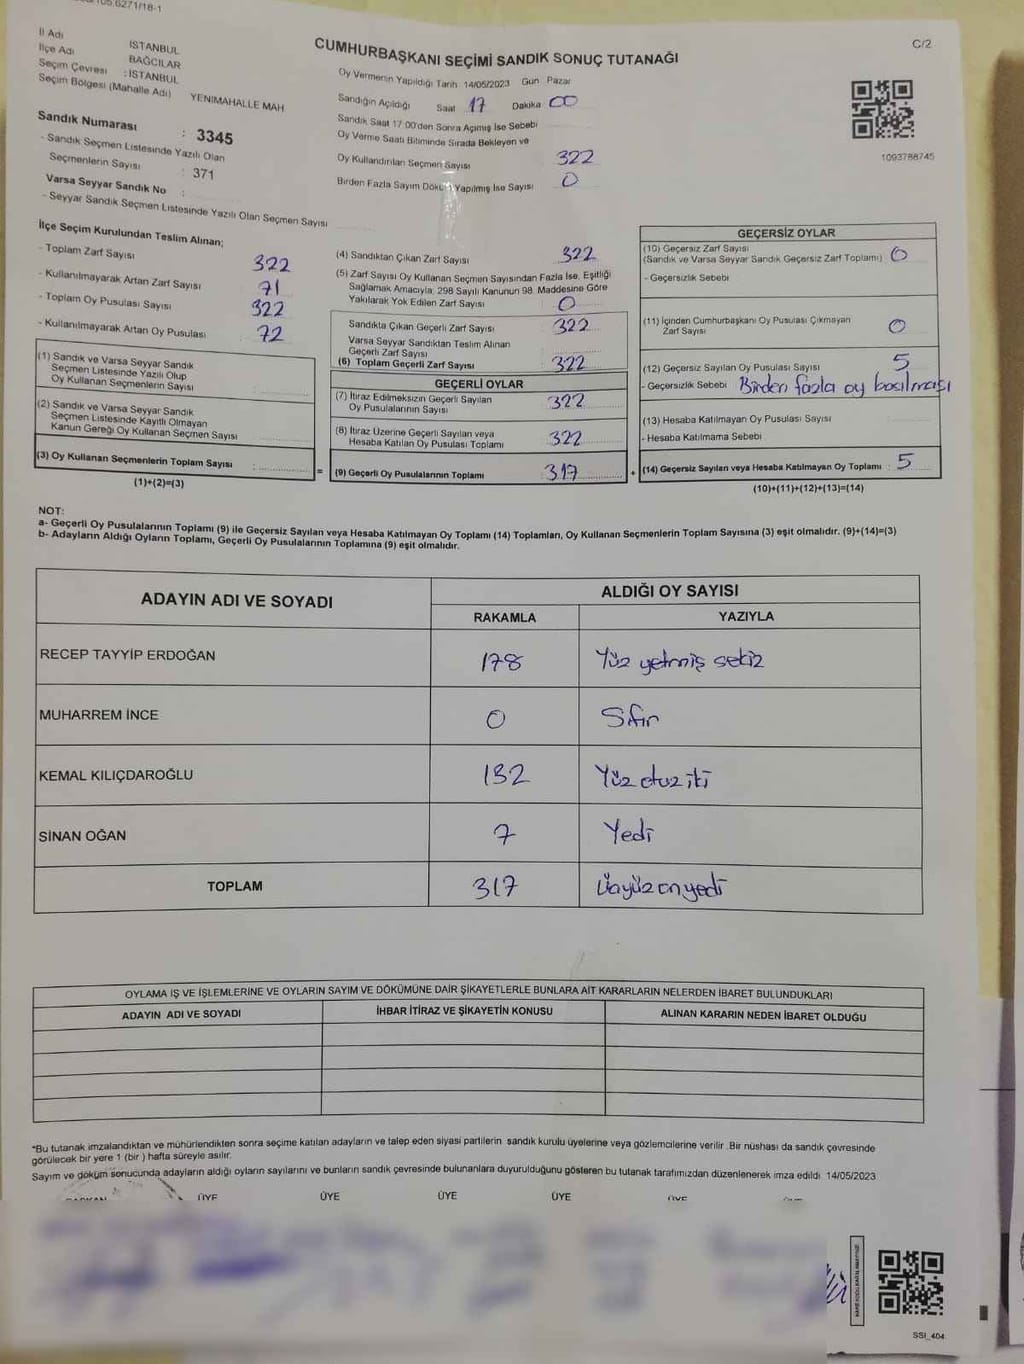 6271/18-1
C/2
İl Adı : İSTANBUL
İlçe Adı : BAĞCILAR
Seçim Çevresi : İSTANBUL
Seçim Bölgesi (Mahalle Adı) YENİMAHALLE MAH
Sandık Numarası : 3345
- Sandık Seçmen Listesinde Yazılı Olan
Seçmenlerin Sayısı : 371
Varsa Seyyar Sandık No :
- Seyyar Sandık Seçmen Listesinde Yazılı Olan Seçmen Sayısı
CUMHURBAŞKANI SEÇİMİ SANDIK SONUÇ TUTANAĞI
Oy Vermenin Yapıldığı Tarih 14/05/2023 Gün Pazar
Sandığın Açıldığı Saat 17 Dakika 00
Sandık Saat 17:00'den Sonra Açılmış İse Sebebi
Oy Verme Saati Bitiminde Sırada Bekleyen ve
Oy Kullandırılan Seçmen Sayısı 322
Birden Fazla Sayım Dökümü Yapılmış İse Sayısı 0
1093788745
İlçe Seçim Kurulundan Teslim Alınan;
- Toplam Zarf Sayısı 322
- Kullanılmayarak Artan Zarf Sayısı 71
- Toplam Oy Pusulası Sayısı 322
- Kullanılmayarak Artan Oy Pusulası 72
(1) Sandık ve Varsa Seyyar Sandık
Seçmen Listesinde Yazılı Olup
Oy Kullanan Seçmenlerin Sayısı :
(2) Sandık ve Varsa Seyyar Sandık
Seçmen Listesinde Kayıtlı Olmayan
Kanun Gereği Oy Kullanan Seçmen Sayısı
(3) Oy Kullanan Seçmenlerin Toplam Sayısı : =
(1)+(2)=(3)
(4) Sandıktan Çıkan Zarf Sayısı 322
(5) Zarf Sayısı Oy Kullanan Seçmen Sayısından Fazla İse, Eşitliği
Sağlamak Amacıyla; 298 Sayılı Kanunun 98. Maddesine Göre
Yakılarak Yok Edilen Zarf Sayısı 0
Sandıkta Çıkan Geçerli Zarf Sayısı 322
Varsa Seyyar Sandıktan Teslim Alınan
Geçerli Zarf Sayısı
(6) Toplam Geçerli Zarf Sayısı 322
GEÇERLİ OYLAR
(7) İtiraz Edilmeksizin Geçerli Sayılan
Oy Pusulalarının Sayısı 322
(8) İtiraz Üzerine Geçerli Sayılan veya
Hesaba Katılan Oy Pusulası Toplamı 322
(9) Geçerli Oy Pusulalarının Toplamı 317 +
GEÇERSİZ OYLAR
(10) Geçersiz Zarf Sayısı
(Sandık ve Varsa Seyyar Sandık Geçersiz Zarf Toplamı) 0
- Geçersizlik Sebebi
(11) İçinden Cumhurbaşkanı Oy Pusulası Çıkmayan
Zarf Sayısı 0
(12) Geçersiz Sayılan Oy Pusulası Sayısı 5
- Geçersizlik Sebebi Birden fazla oy basılması
(13) Hesaba Katılmayan Oy Pusulası Sayısı
- Hesaba Katılmama Sebebi
(14) Geçersiz Sayılan veya Hesaba Katılmayan Oy Toplamı : 5
(10)+(11)+(12)+(13)=(14)
NOT:
a- Geçerli Oy Pusulalarının Toplamı (9) ile Geçersiz Sayılan veya Hesaba Katılmayan Oy Toplamı (14) Toplamları, Oy Kullanan Seçmenlerin Toplam Sayısına (3) eşit olmalıdır. (9)+(14)=(3)
b- Adayların Aldığı Oyların Toplamı, Geçerli Oy Pusulalarının Toplamına (9) eşit olmalıdır.
ADAYIN ADI VE SOYADI ALDIĞI OY SAYISI
RAKAMLA YAZIYLA
RECEP TAYYİP ERDOĞAN 178 Yüz yetmiş sekiz
MUHARREM İNCE 0 Sıfır
KEMAL KILIÇDAROĞLU 132 Yüz otuz iki
SİNAN OĞAN 7 Yedi
TOPLAM 317 Üçyüz onyedi
OYLAMA İŞ VE İŞLEMLERİNE VE OYLARIN SAYIM VE DÖKÜMÜNE DAİR ŞİKAYETLERLE BUNLARA AİT KARARLARIN NELERDEN İBARET BULUNDUKLARI
ADAYIN ADI VE SOYADI İHBAR İTİRAZ VE ŞİKAYETİN KONUSU ALINAN KARARIN NEDEN İBARET OLDUĞU
*Bu tutanak imzalandıktan ve mühürlendikten sonra seçime katılan adayların ve talep eden siyasi partilerin sandık kurulu üyelerine veya gözlemcilerine verilir. Bir nüshası da sandık çevresinde
görülecek bir yere 1 (bir) hafta süreyle asılır.
Sayım ve döküm sonucunda adayların aldığı oyların sayılarını ve bunların sandık çevresinde bulunanlara duyurulduğunu gösteren bu tutanak tarafımızdan düzenlenerek imza edildi. 14/05/2023
BAŞKAN ÜYE ÜYE ÜYE ÜYE ÜYE
SSİ_404